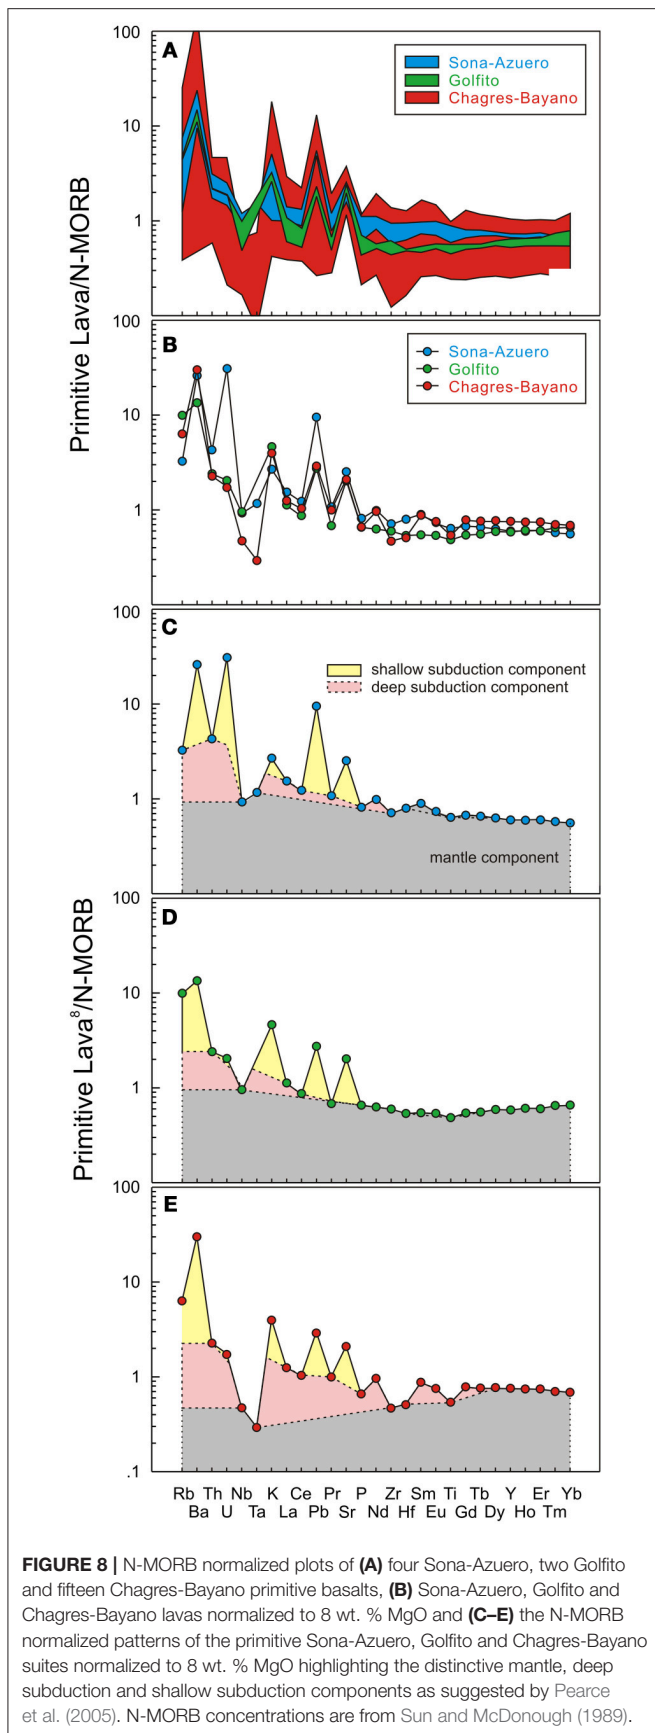 Primitive Lava/N-MORB
100
10
1
A
Sona-Azuero
Golfito
Chagres-Bayano
100
10
1
B
Sona-Azuero
Golfito
Chagres-Bayano
Primitive Lava⁸/N-MORB
100
10
1
C
shallow subduction component
deep subduction component
mantle component
100
10
1
D
100
10
1
.1
E
Rb Th Nb K Ce Pr P Zr Sm Ti Tb Y Er Yb
Ba U Ta La Pb Sr Nd Hf Eu Gd Dy Ho Tm
FIGURE 8 | N-MORB normalized plots of (A) four Sona-Azuero, two Golfito
and fifteen Chagres-Bayano primitive basalts, (B) Sona-Azuero, Golfito and
Chagres-Bayano lavas normalized to 8 wt. % MgO and (C–E) the N-MORB
normalized patterns of the primitive Sona-Azuero, Golfito and Chagres-Bayano
suites normalized to 8 wt. % MgO highlighting the distinctive mantle, deep
subduction and shallow subduction components as suggested by Pearce
et al. (2005). N-MORB concentrations are from Sun and McDonough (1989).